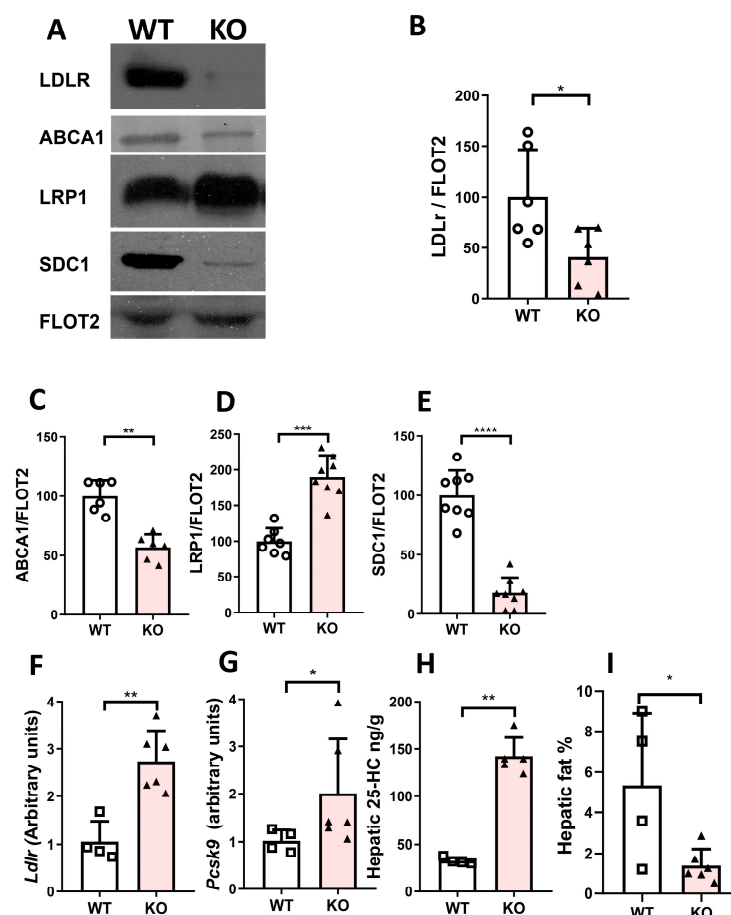 A
WT KO
LDLR
ABCA1
LRP1
SDC1
FLOT2
B
LDLr / FLOT2
200
150
100
50
0
*
WT KO
C
ABCA1/FLOT2
150
100
50
0
**
WT KO
D
LRP1/FLOT2
250
200
150
100
50
0
***
WT KO
E
SDC1/FLOT2
150
100
50
0
****
WT KO
F
Ldlr (Arbitrary units)
4
3
2
1
0
**
WT KO
G
Pcsk9 (arbitrary units)
4
3
2
1
0
*
WT KO
H
Hepatic 25-HC ng/g
200
150
100
50
0
**
WT KO
I
Hepatic fat %
10
8
6
4
2
0
*
WT KO